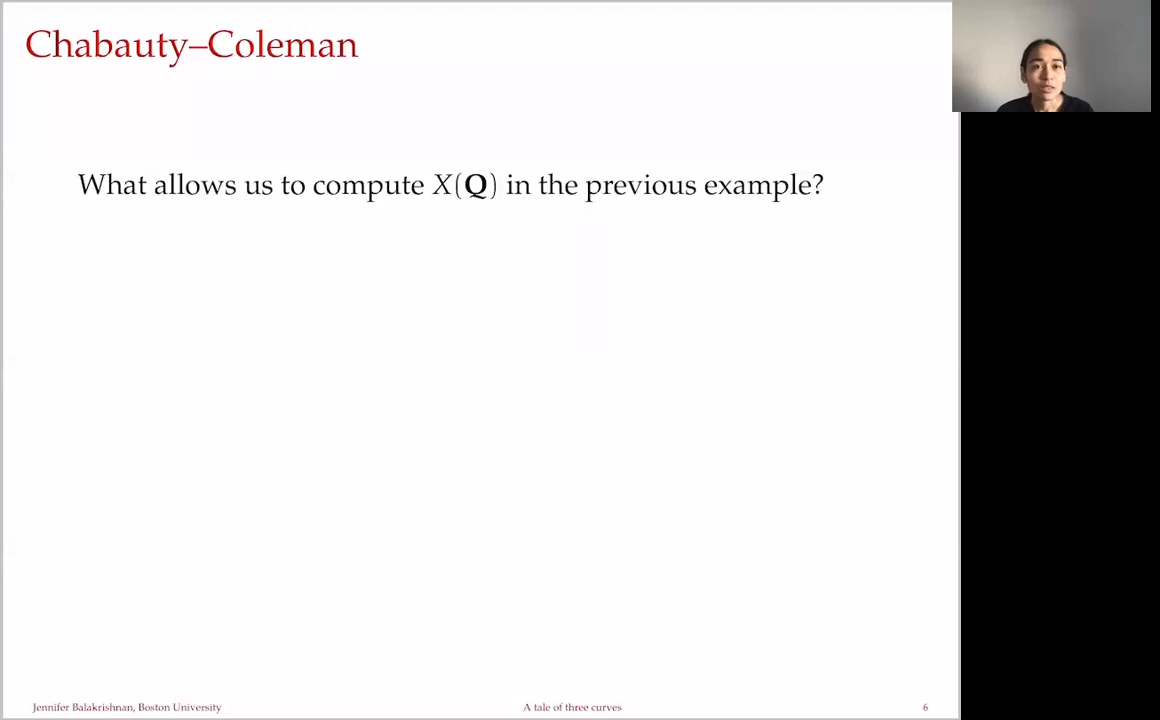 Chabauty–Coleman
What allows us to compute X(Q) in the previous example?
Jennifer Balakrishnan, Boston University A tale of three curves 6